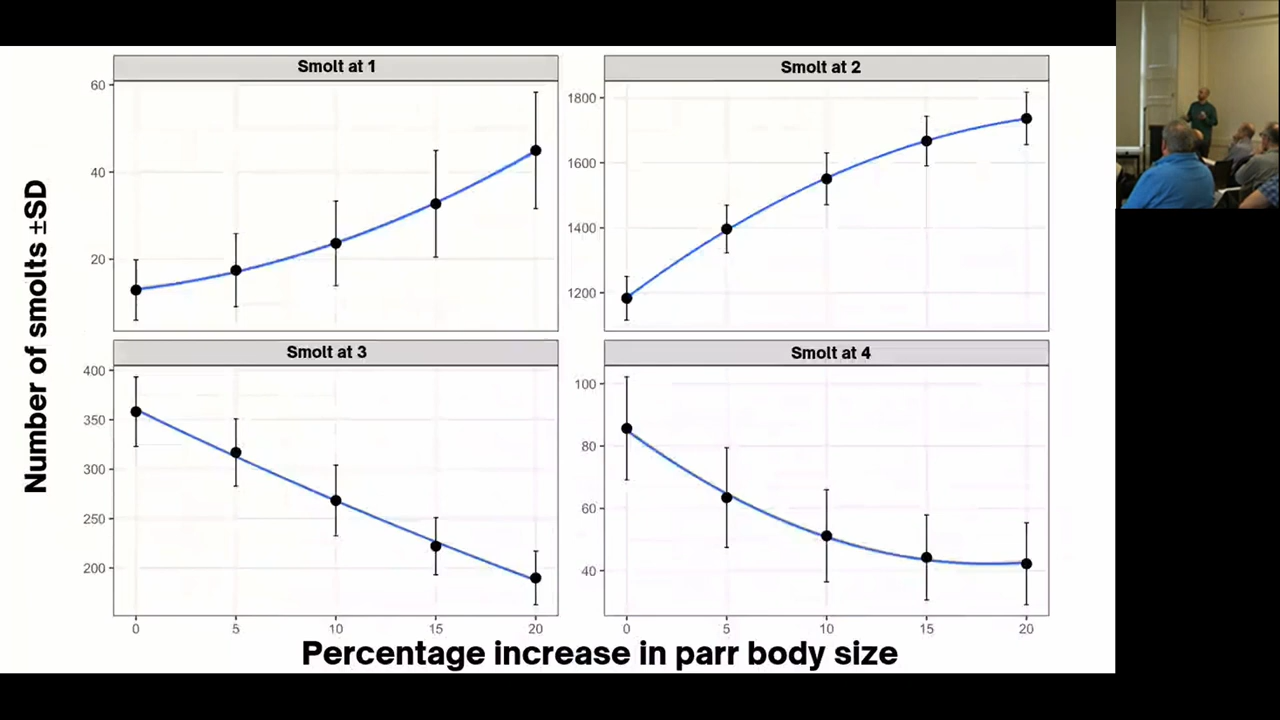 Smolt at 1
Smolt at 2
60
40
20
1800
1600
1400
1200
Number of smolts ±SD
Smolt at 3
Smolt at 4
400
350
300
250
200
100
80
60
40
0 5 10 15 20
0 5 10 15 20
Percentage increase in parr body size